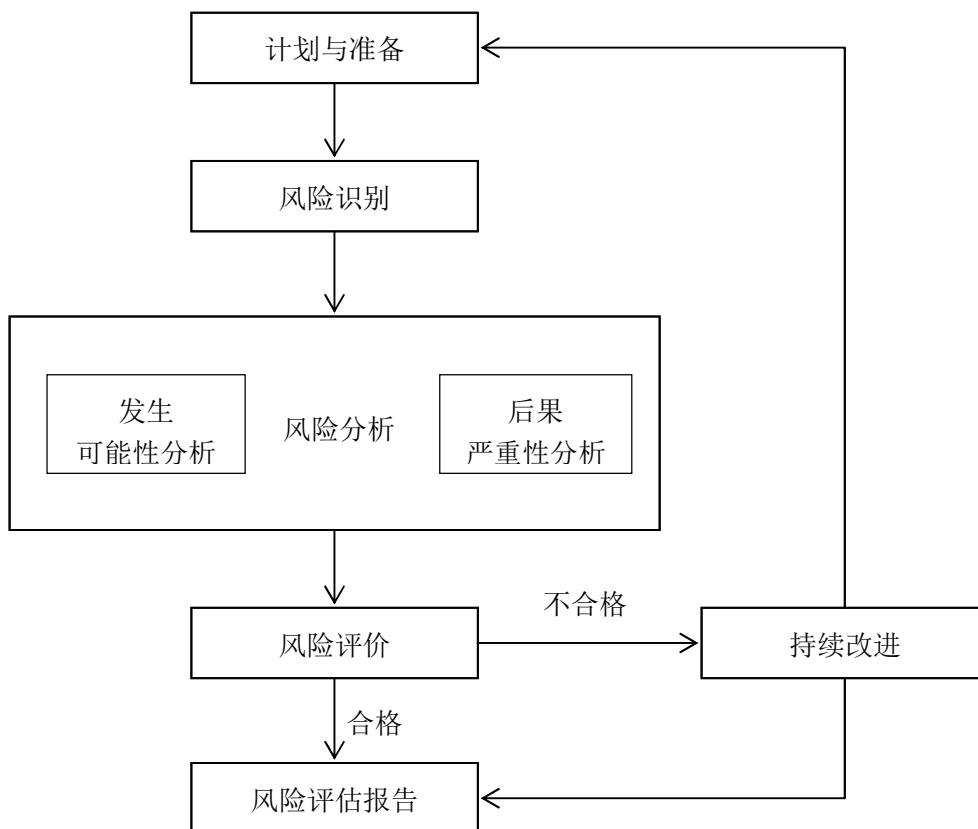 计划与准备
风险识别
发生
可能性分析
风险分析
后果
严重性分析
不合格
风险评价
持续改进
合格
风险评估报告